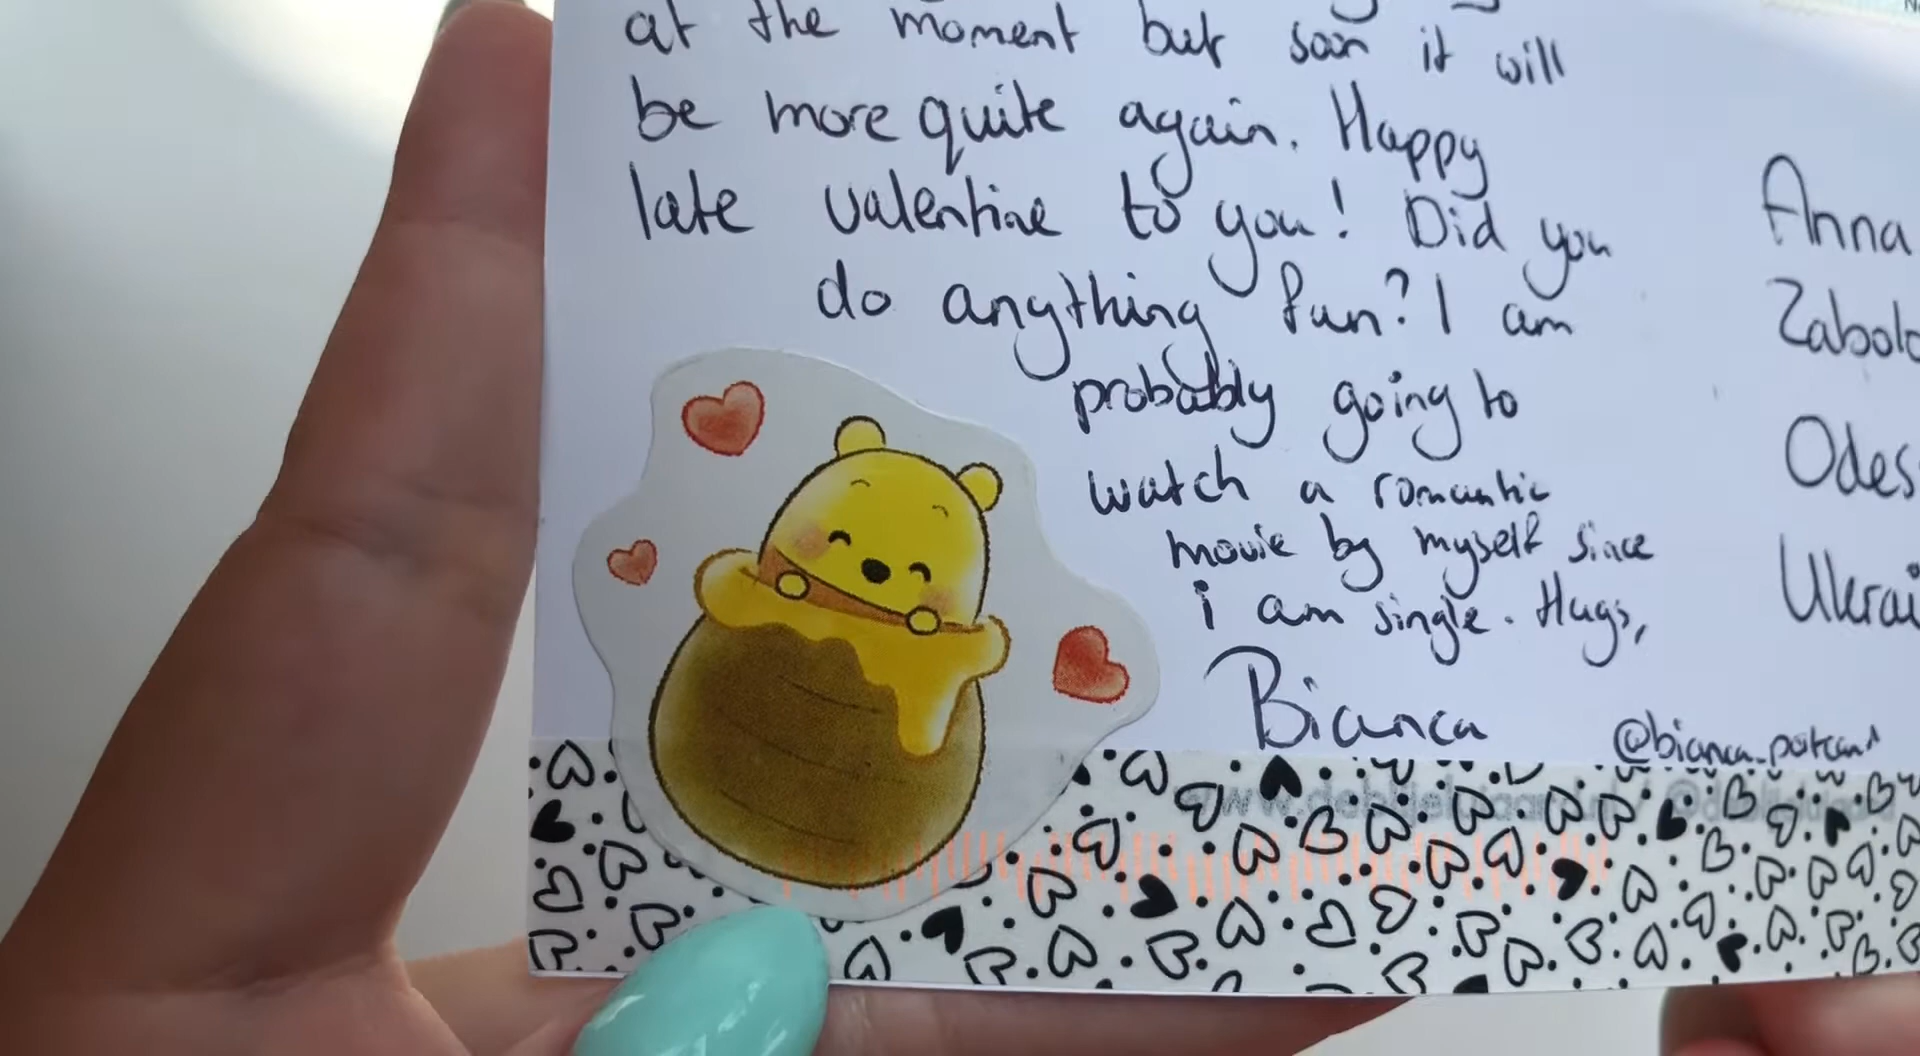 at the moment but soon it will
be more quite again. Happy
late valentine to you! Did you
do anything fun? I am
probably going to
watch a romantic
movie by myself since
i am single. Hugs,
Bianca
@bianca_postcard
Anna
Zabolo
Odes
Ukrai